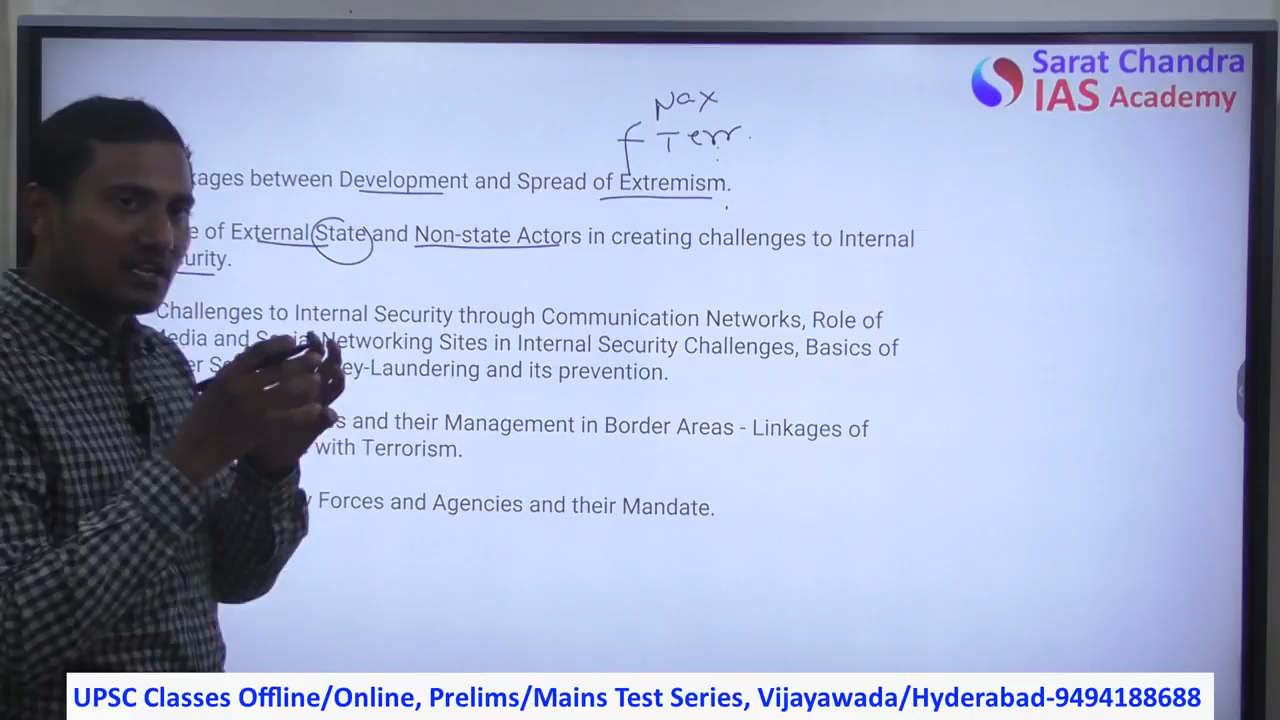 Sarat Chandra
IAS Academy
Nax
Terr.
kages between Development and Spread of Extremism.
e of External State and Non-state Actors in creating challenges to Internal
urity.
Challenges to Internal Security through Communication Networks, Role of
edia and Social Networking Sites in Internal Security Challenges, Basics of
er Se ey-Laundering and its prevention.
s and their Management in Border Areas - Linkages of
with Terrorism.
y Forces and Agencies and their Mandate.
UPSC Classes Offline/Online, Prelims/Mains Test Series, Vijayawada/Hyderabad-9494188688